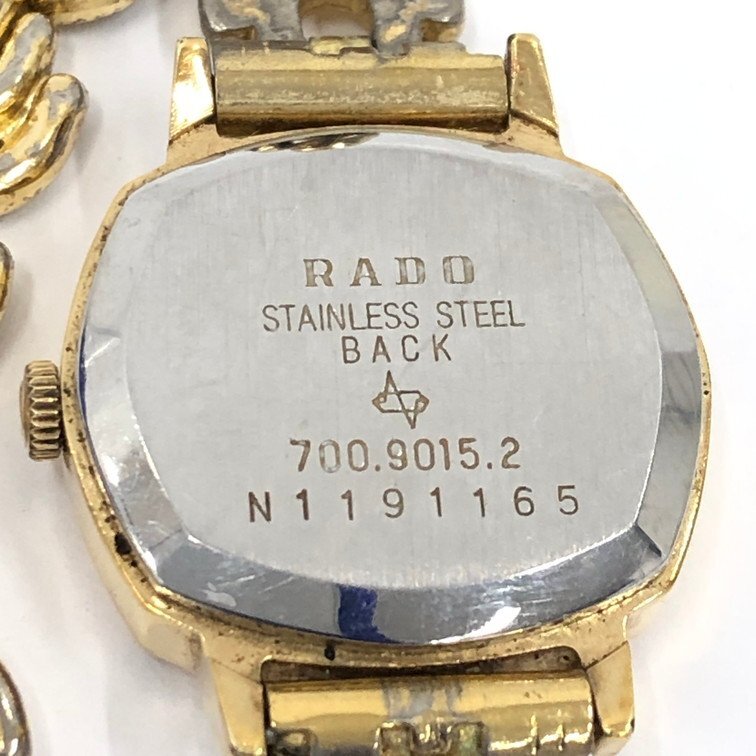 RADO
STAINLESS STEEL
BACK
700.9015.2
N1191165